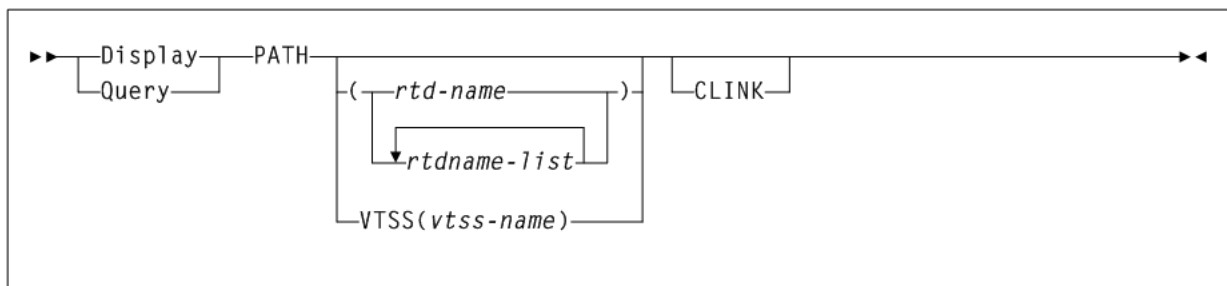 Display PATH
Query ( rtd-name ) CLINK
rtdname-list
VTSS(vtss-name)